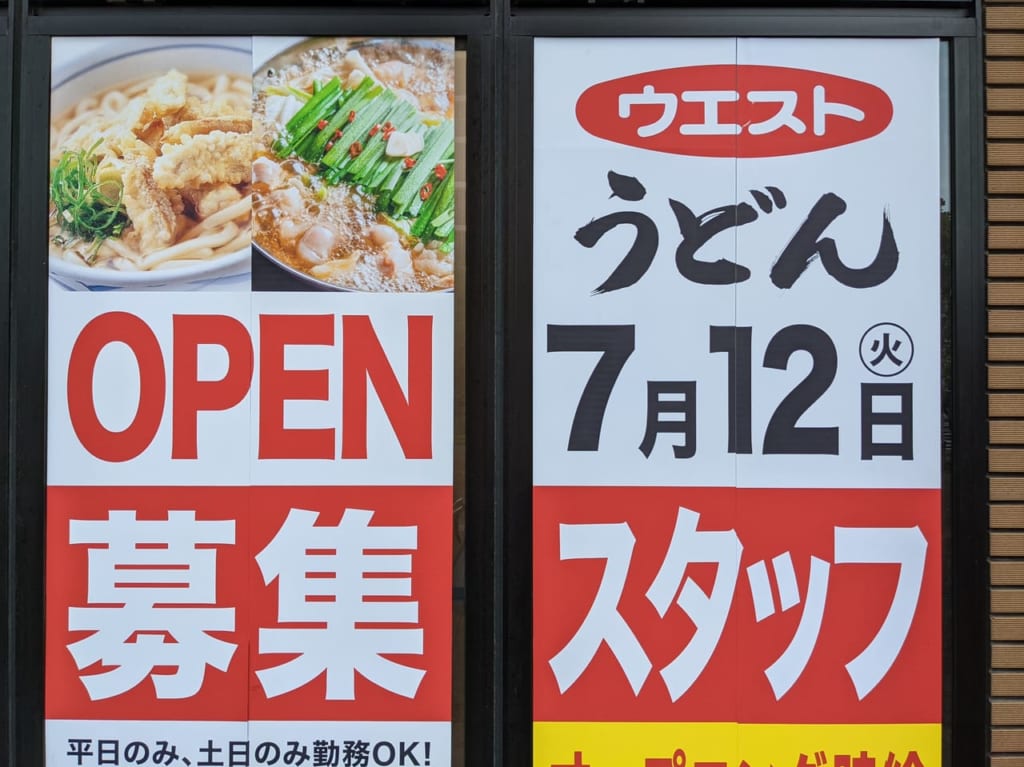 ウエスト
うどん
7月12日㊋
スタッフ
OPEN
募集
平日のみ、土日のみ勤務OK!